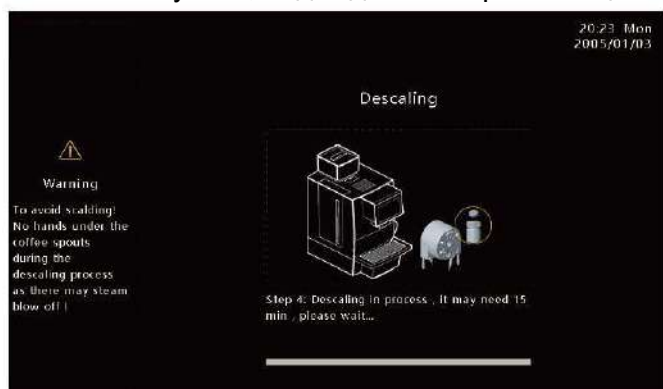 20:23 Mon
2005/01/03
Descaling
Warning
To avoid scalding!
No hands under the
coffee spouts
during the
descaling process
as there may steam
blow off !
Step 4: Descaling in process , it may need 15
min , please wait...